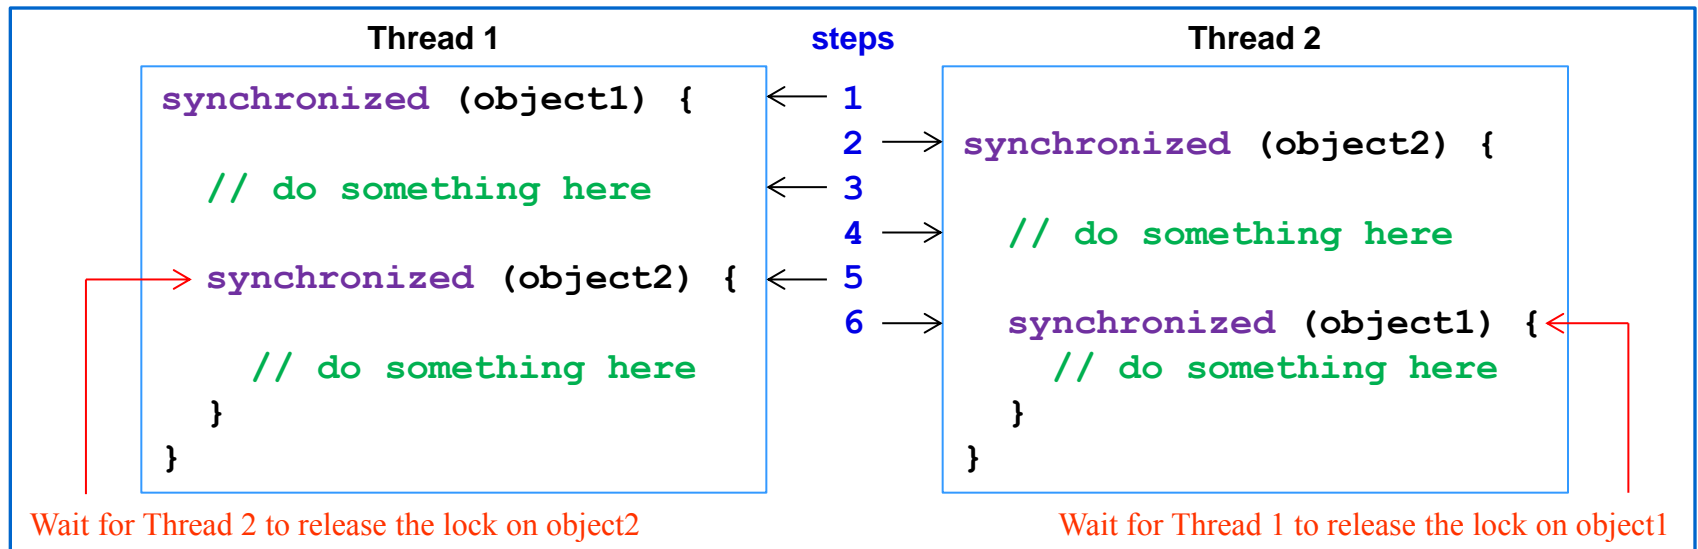 Thread 1 steps Thread 2
synchronized (object1) { 1
2 synchronized (object2) {
// do something here 3
4 // do something here
synchronized (object2) { 5
6 synchronized (object1) {
// do something here // do something here
} }
} }
Wait for Thread 2 to release the lock on object2 Wait for Thread 1 to release the lock on object1